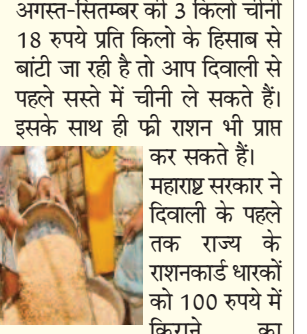 अगस्त-सितम्बर की 3 किलो चीनी
18 रुपये प्रति किलो के हिसाब से
बांटी जा रही है तो आप दिवाली से
पहले सस्ते में चीनी ले सकते हैं।
इसके साथ ही फ्री राशन भी प्राप्त
कर सकते हैं।
महाराष्ट्र सरकार ने
दिवाली के पहले
तक राज्य के
राशनकार्ड धारकों
को 100 रुपये में
किराने का